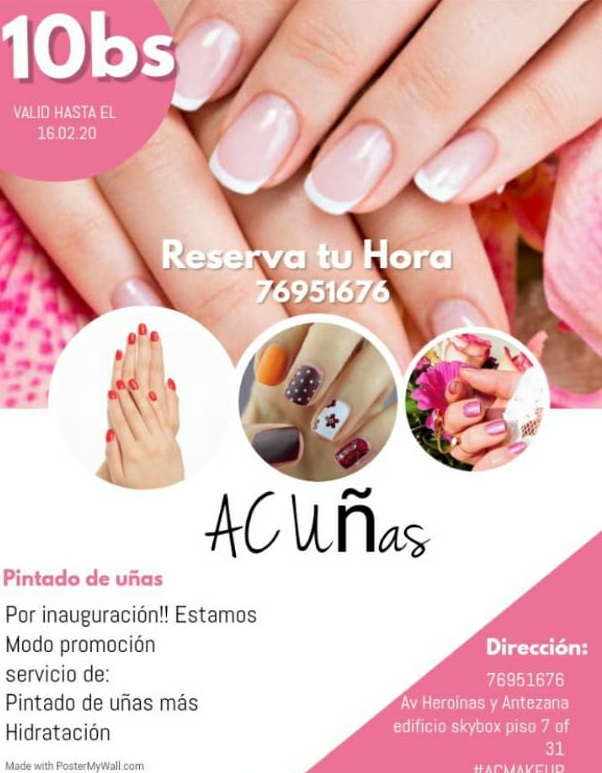 10bs
VALID HASTA EL
16.02.20
Reserva tu Hora
76951676
ACUñas
Pintado de uñas
Por inauguración!! Estamos
Modo promoción
servicio de:
Pintado de uñas más
Hidratación
Dirección:
76951676
Av Heroínas y Antezana
edificio skybox piso 7 of
31
#ACMAKEUP
Made with PosterMyWall.com